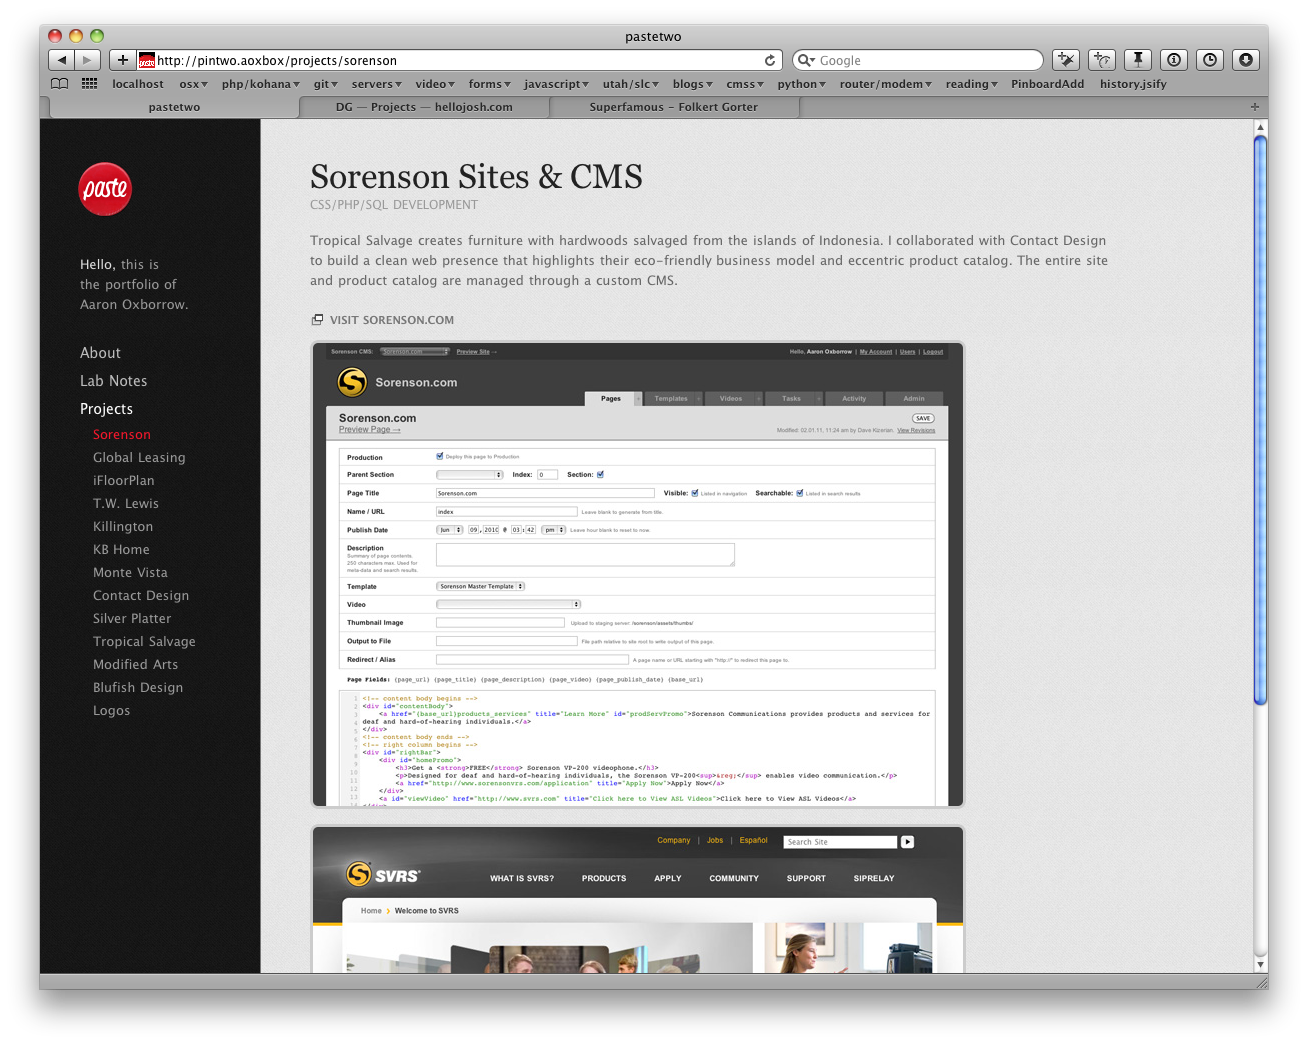 pastetwo
http://pintwo.aoxbox/projects/sorenson
Google
localhost osx php/kohana git servers video forms javascript utah/slc blogs cmss python router/modem reading PinboardAdd history.jsify
pastetwo
DG — Projects — hellojosh.com
Superfamous - Folkert Gorter
paste
Hello, this is
the portfolio of
Aaron Oxborrow.
About
Lab Notes
Projects
Sorenson
Global Leasing
iFloorPlan
T.W. Lewis
Killington
KB Home
Monte Vista
Contact Design
Silver Platter
Tropical Salvage
Modified Arts
Blufish Design
Logos
Sorenson Sites & CMS
CSS/PHP/SQL DEVELOPMENT
Tropical Salvage creates furniture with hardwoods salvaged from the islands of Indonesia. I collaborated with Contact Design
to build a clean web presence that highlights their eco-friendly business model and eccentric product catalog. The entire site
and product catalog are managed through a custom CMS.
VISIT SORENSON.COM
Sorenson CMS: Sorenson.com Preview Site → Hello, Aaron Oxborrow | My Account | Users | Logout
S Sorenson.com
Pages Templates Videos Tasks Activity Admin
Sorenson.com SAVE
Preview Page → Modified: 02.01.11, 11:24 am by Dave Kizerian. View Revisions
Production Deploy this page to Production
Parent Section Index: 0 Section:
Page Title Sorenson.com Visible: Listed in navigation Searchable: Listed in search results
Name / URL index Leave blank to generate from title.
Publish Date Jun 09, 2010 @ 03:42 pm Leave hour blank to reset to now.
Description
Summary of page contents.
250 characters max. Used for
meta-data and search results.
Template Sorenson Master Template
Video
Thumbnail Image Upload to staging server: /sorenson/assets/thumbs/
Output to File File path relative to site root to write output of this page.
Redirect / Alias A page name or URL starting with "http://" to redirect this page to.
Page Fields: {page_url} {page_title} {page_description} {page_video} {page_publish_date} {base_url}
1 <!-- content body begins -->
2 <div id="contentBody">
3 <a href="{base_url}products_services" title="Learn More" id="prodServPromo">Sorenson Communications provides products and services for
4 deaf and hard-of-hearing individuals.</a>
5 </div>
6 <!-- content body ends -->
7 <!-- right column begins -->
8 <div id="rightBar">
9 <div id="homePromo">
10 <h3>Get a <strong>FREE</strong> Sorenson VP-200 videophone.</h3>
11 <p>Designed for deaf and hard-of-hearing individuals, the Sorenson VP-200<sup>&reg;</sup> enables video communication.</p>
12 <a href="http://www.sorensonvrs.com/application" title="Apply Now">Apply Now</a>
</div>
13 <a id="viewVideo" href="http://www.svrs.com" title="Click here to View ASL Videos">Click here to View ASL Videos</a>
14 </div>
Company | Jobs | Español Search Site
S SVRS®
WHAT IS SVRS? PRODUCTS APPLY COMMUNITY SUPPORT SIPRELAY
Home › Welcome to SVRS